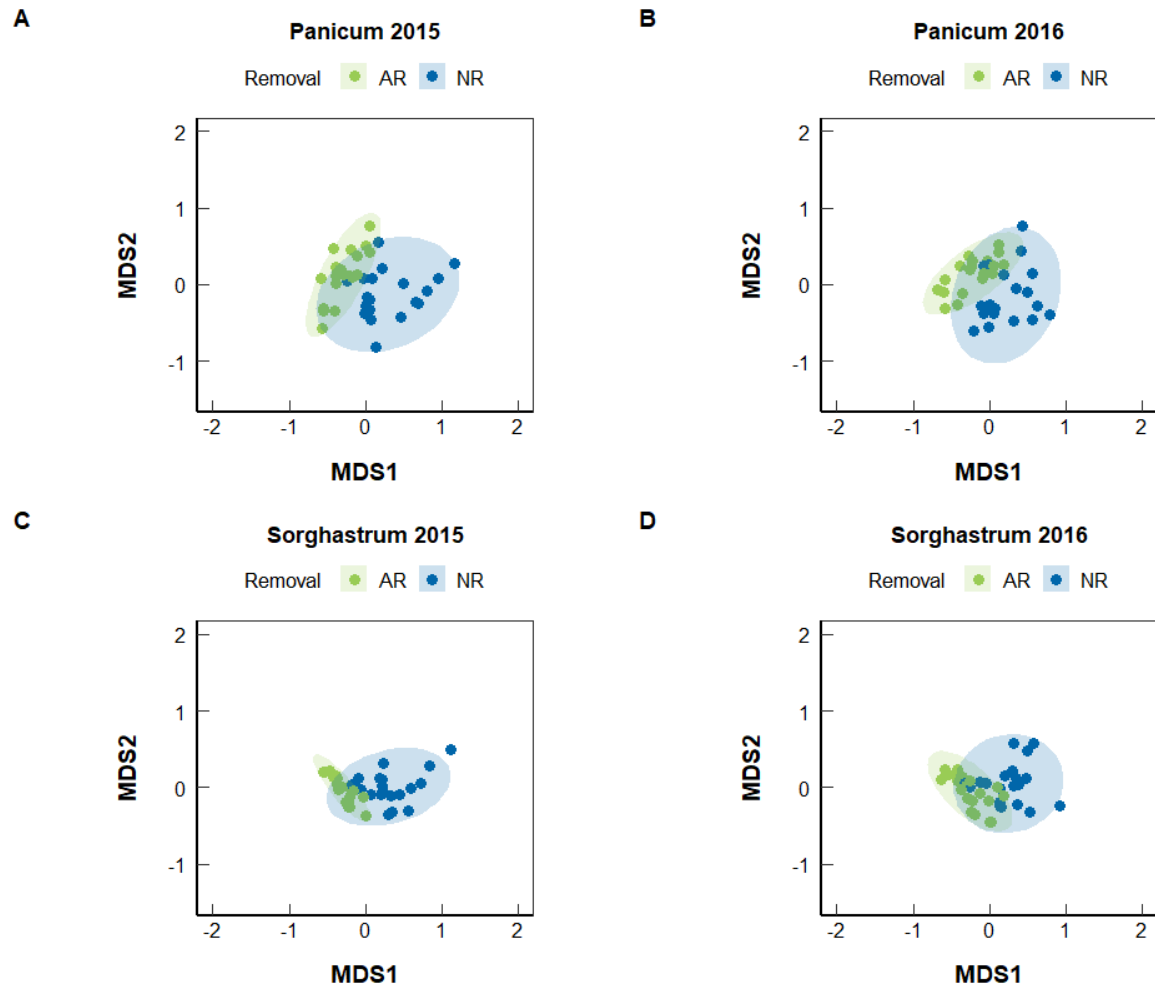 A
Panicum 2015
Removal AR NR
2
1
0
-1
-2 -1 0 1 2
MDS2
MDS1
B
Panicum 2016
Removal AR NR
2
1
0
-1
-2 -1 0 1 2
MDS2
MDS1
C
Sorghastrum 2015
Removal AR NR
2
1
0
-1
-2 -1 0 1 2
MDS2
MDS1
D
Sorghastrum 2016
Removal AR NR
2
1
0
-1
-2 -1 0 1 2
MDS2
MDS1